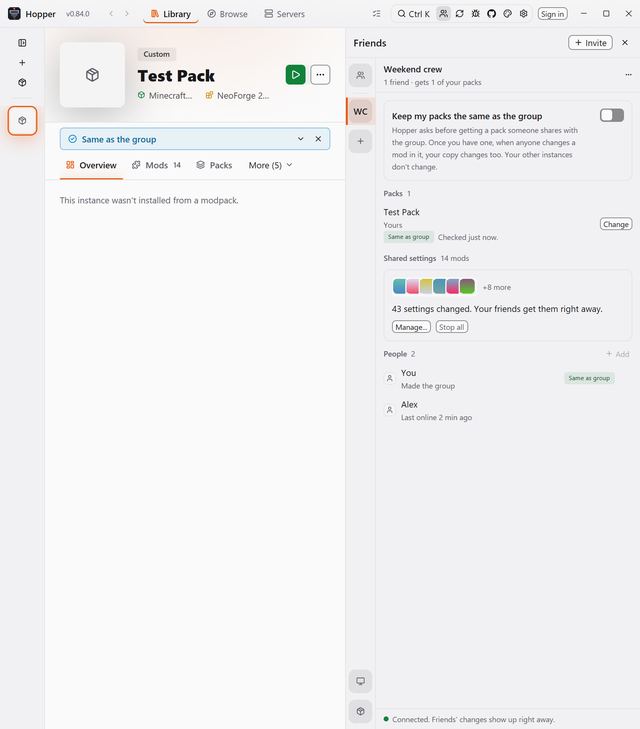 Hopper v0.84.0 Library Browse Servers Ctrl K Sign in
Custom
Test Pack
Minecraft... NeoForge 2...
Same as the group
Overview Mods 14 Packs More (5)
This instance wasn't installed from a modpack.
Friends Invite
Weekend crew
1 friend · gets 1 of your packs
WC
Keep my packs the same as the group
Hopper asks before getting a pack someone shares with
the group. Once you have one, when anyone changes a
mod in it, your copy changes too. Your other instances
don't change.
Packs 1
Test Pack
Yours
Change
Same as group Checked just now.
Shared settings 14 mods
+8 more
43 settings changed. Your friends get them right away.
Manage... Stop all
People 2 + Add
You
Made the group
Same as group
Alex
Last online 2 min ago
Connected. Friends' changes show up right away.